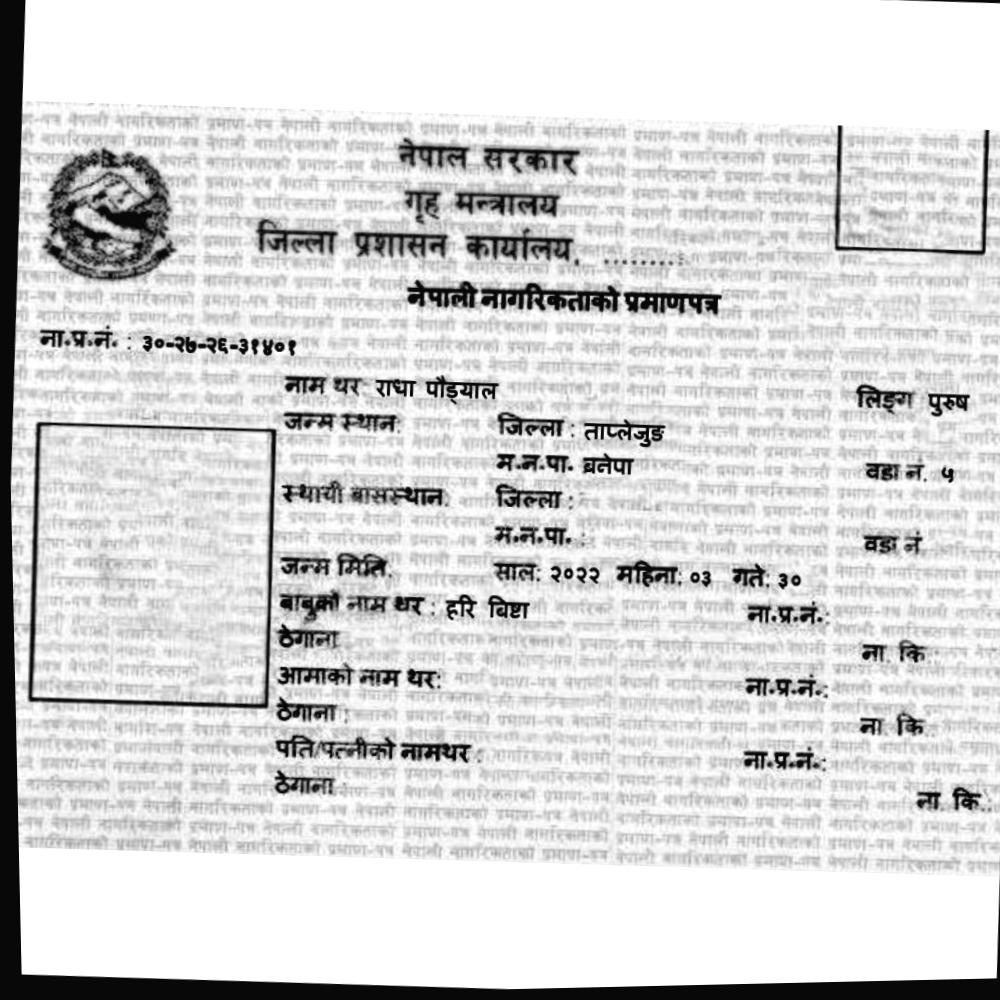 नेपाल सरकार
गृह मन्त्रालय
जिल्ला प्रशासन कार्यालय, ..........
नेपाली नागरिकताको प्रमाणपत्र
ना.प्र.नं. : ३०-२७-२६-३१४०१
नाम थर: राधा पौड्याल लिङ्ग पुरुष
जन्म स्थान: जिल्ला : ताप्लेजुङ
म.न.पा. ब्रनेपा वडा नं. ५
स्थायी बासस्थान: जिल्ला :
म.न.पा. : वडा नं.
जन्म मिति: साल: २०२२ महिना: ०३ गते: ३०
बाबुको नाम थर : हरि बिष्टा ना.प्र.नं.:
ठेगाना ना. कि.:
आमाको नाम थर: ना.प्र.नं.:
ठेगाना : ना. कि.
पति/पत्नीको नामथर : ना.प्र.नं.:
ठेगाना : ना. कि.: